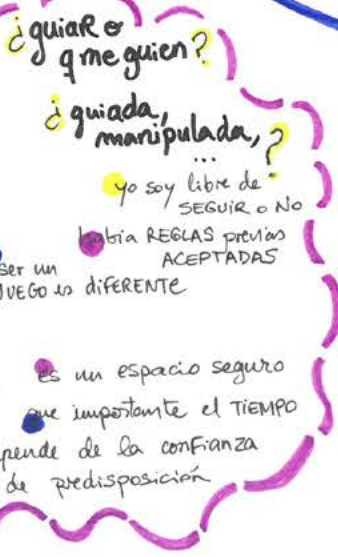 ¿guiar o
q me guien?
¿guiada,
manipulada, ?
...
yo soy libre de
SEGUIR o NO
habia REGLAS previas
ACEPTADAS
ser un
JUEGO es diFERENTE
es un espacio seguro
que importante el TIEMPO
pende de la confianza
de predisposición